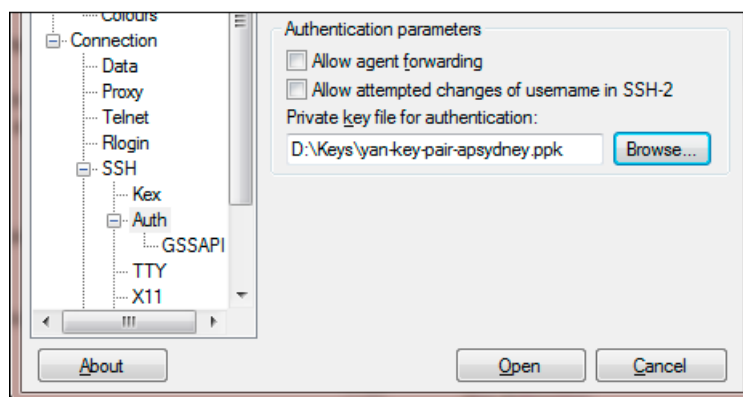 Colours
Connection
Data
Proxy
Telnet
Rlogin
SSH
Kex
Auth
GSSAPI
TTY
X11
Authentication parameters
Allow agent forwarding
Allow attempted changes of username in SSH-2
Private key file for authentication:
D:\Keys\yan-key-pair-apsydney.ppk
Browse...
About
Open
Cancel